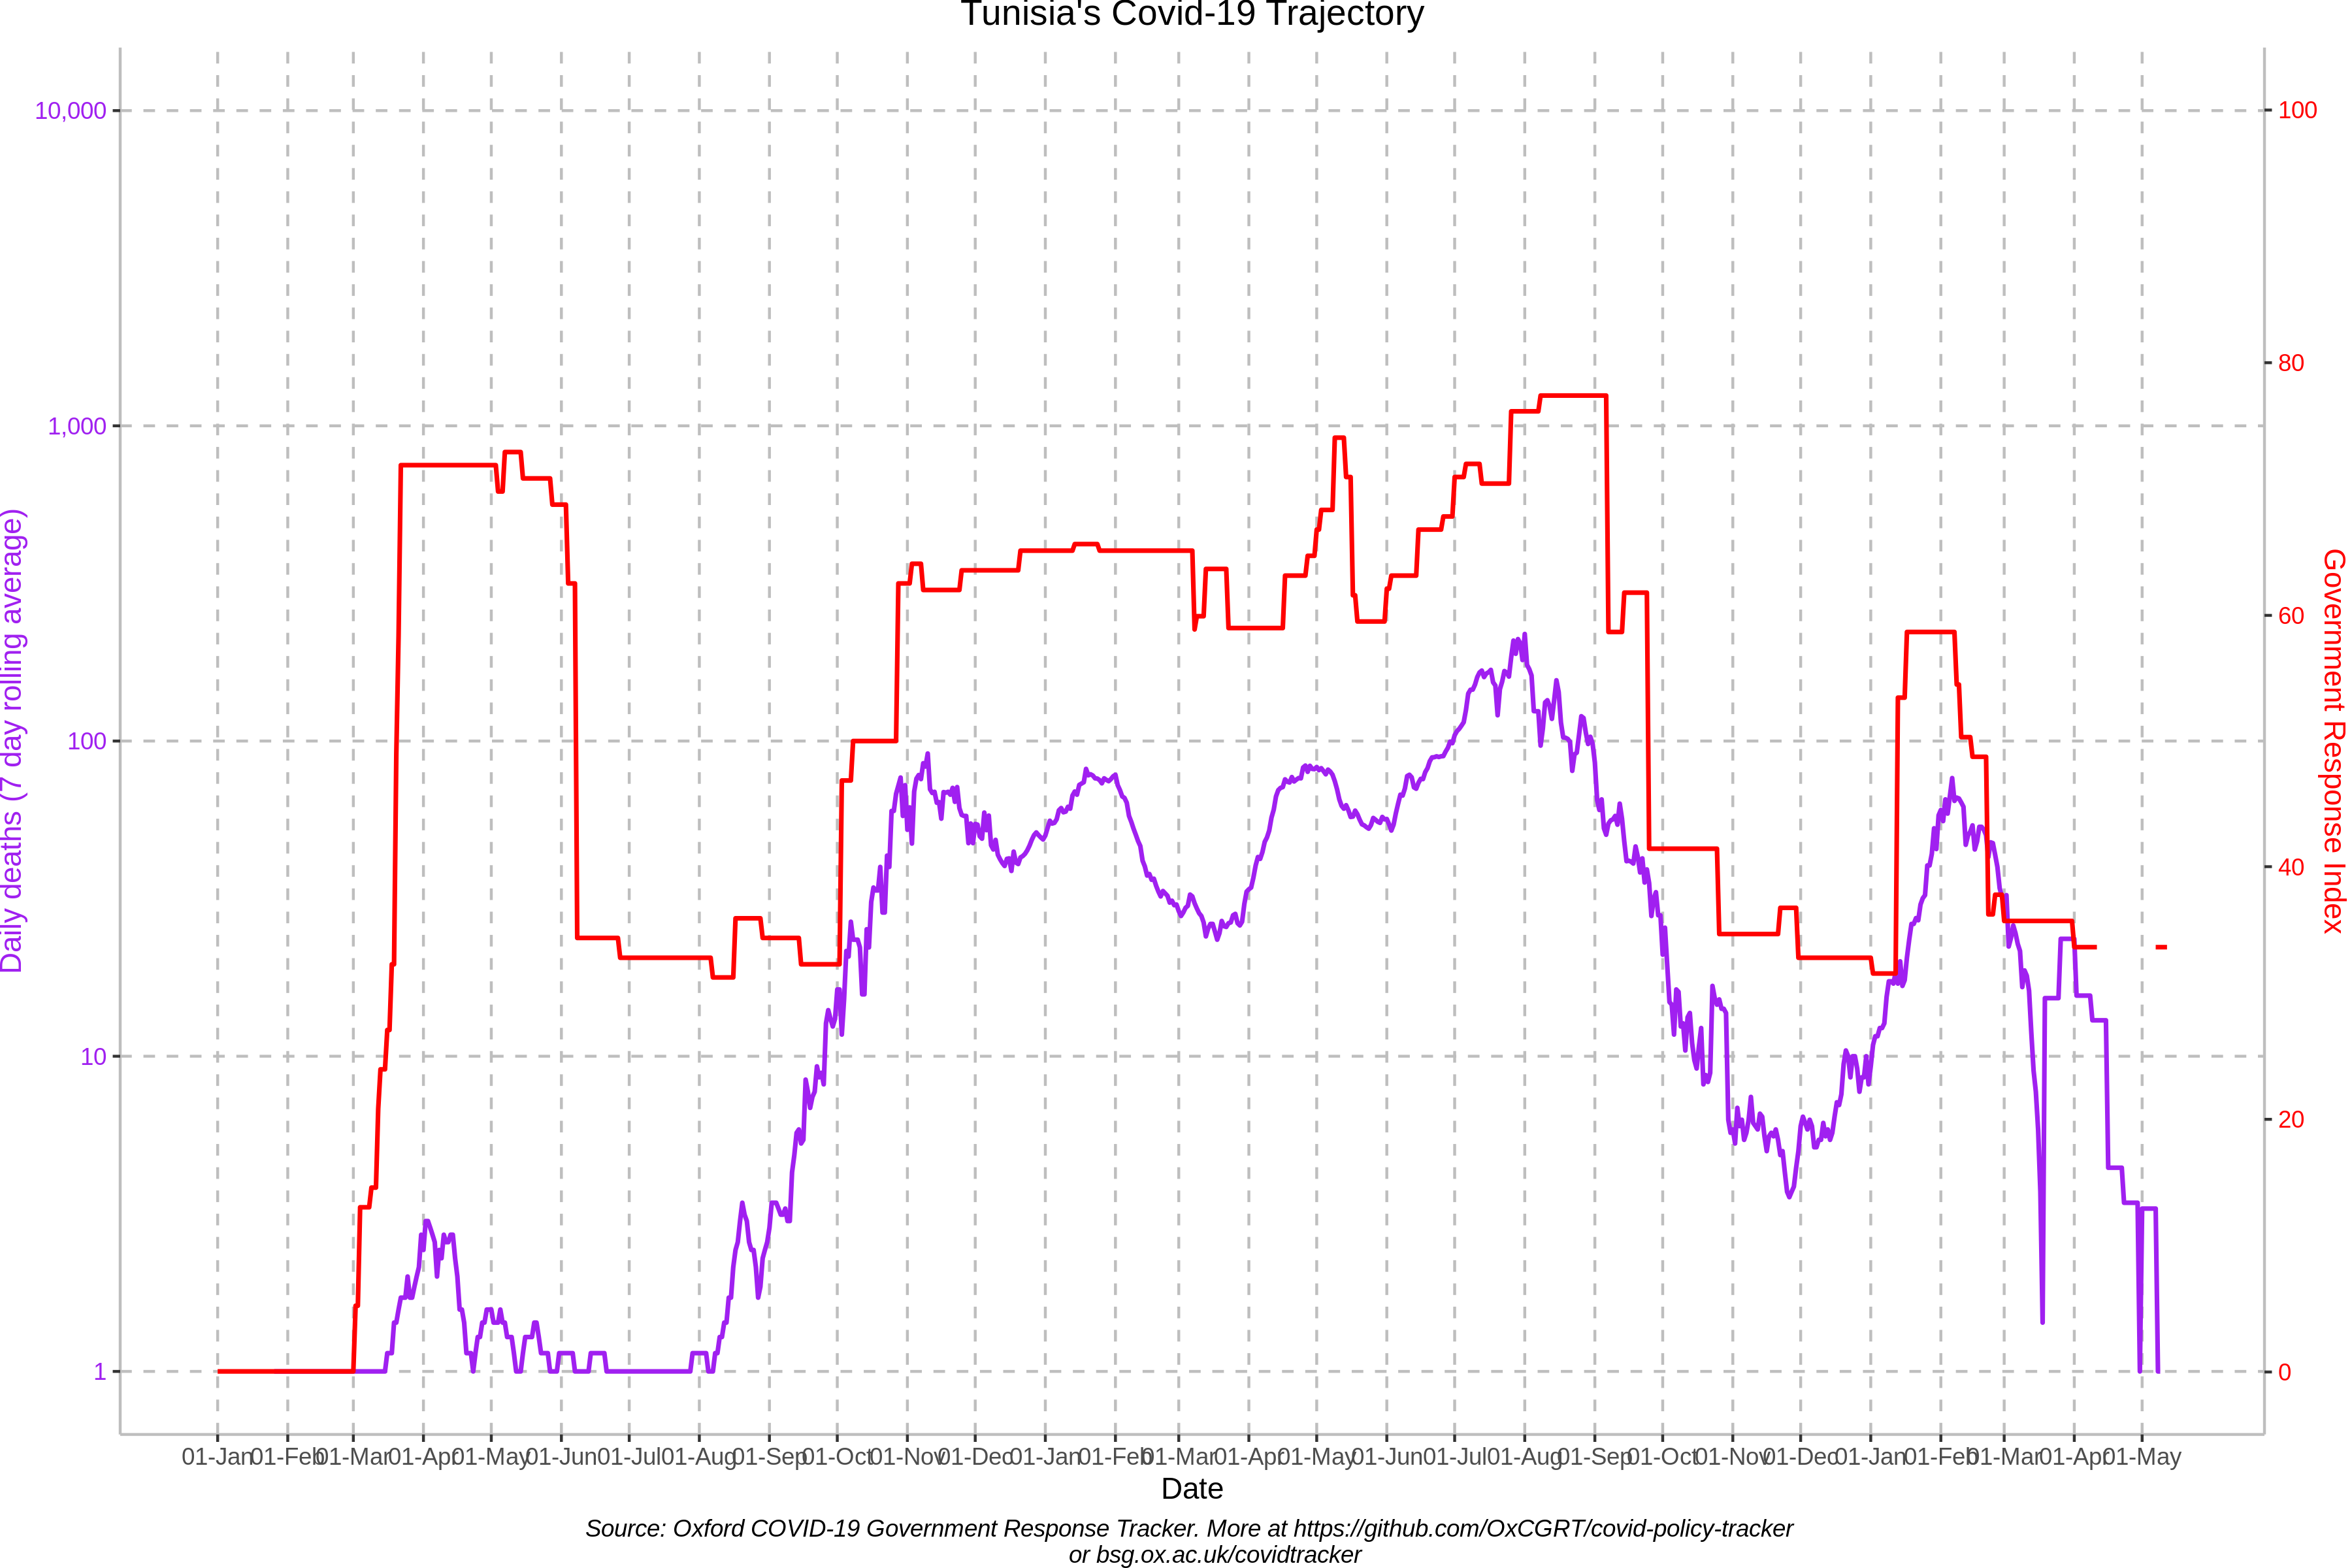 Tunisia's Covid-19 Trajectory
10,000
1,000
100
10
1
Daily deaths (7 day rolling average)
100
80
60
40
20
0
Government Response Index
01-Jan 01-Feb 01-Mar 01-Apr 01-May 01-Jun 01-Jul 01-Aug 01-Sep 01-Oct 01-Nov 01-Dec 01-Jan 01-Feb 01-Mar 01-Apr 01-May 01-Jun 01-Jul 01-Aug 01-Sep 01-Oct 01-Nov 01-Dec 01-Jan 01-Feb 01-Mar 01-Apr 01-May
Date
Source: Oxford COVID-19 Government Response Tracker. More at https://github.com/OxCGRT/covid-policy-tracker
or bsg.ox.ac.uk/covidtracker